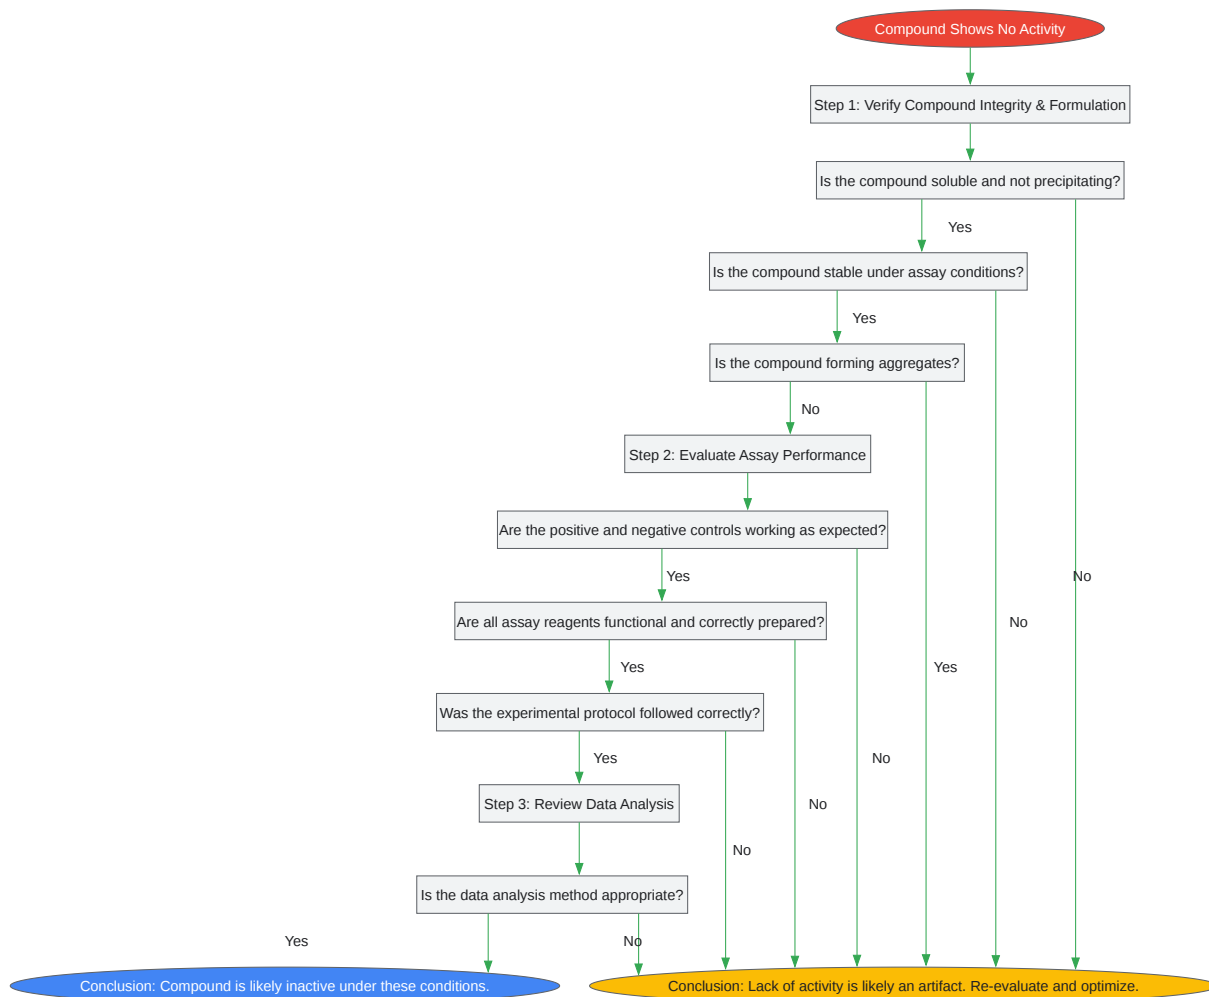 Compound Shows No Activity
Step 1: Verify Compound Integrity & Formulation
Is the compound soluble and not precipitating?
Yes
Is the compound stable under assay conditions?
Yes
Is the compound forming aggregates?
No
Step 2: Evaluate Assay Performance
Are the positive and negative controls working as expected?
Yes
No
Are all assay reagents functional and correctly prepared?
No
Yes
Yes
Was the experimental protocol followed correctly?
Yes
No
Step 3: Review Data Analysis
No
No
Is the data analysis method appropriate?
Yes
No
Conclusion: Compound is likely inactive under these conditions.
Conclusion: Lack of activity is likely an artifact. Re-evaluate and optimize.